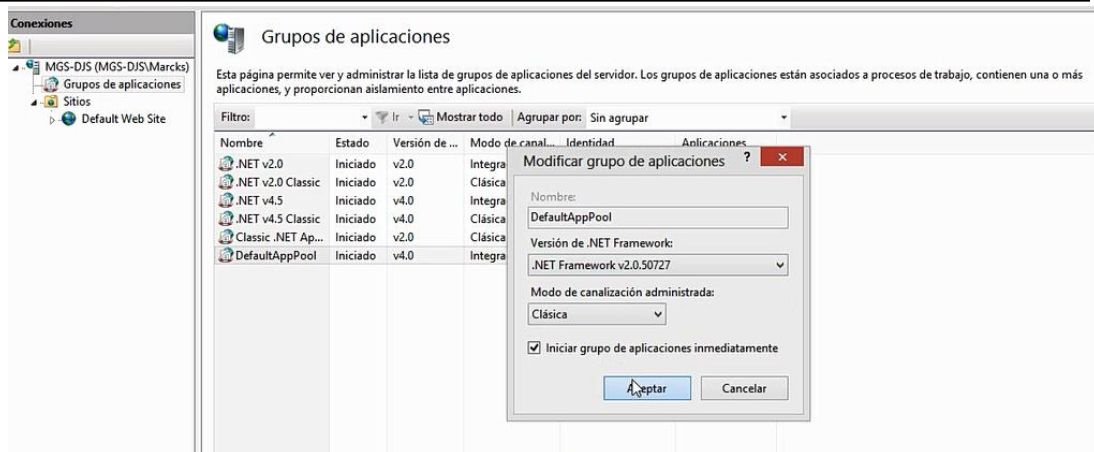 Conexiones
MGS-DJS (MGS-DJS\Marcks)
Grupos de aplicaciones
Sitios
Default Web Site
Grupos de aplicaciones
Esta página permite ver y administrar la lista de grupos de aplicaciones del servidor. Los grupos de aplicaciones están asociados a procesos de trabajo, contienen una o más
aplicaciones, y proporcionan aislamiento entre aplicaciones.
Filtro: Ir Mostrar todo Agrupar por: Sin agrupar
Nombre Estado Versión de ... Modo de canal... Identidad Aplicaciones
.NET v2.0 Iniciado v2.0 Integra
.NET v2.0 Classic Iniciado v2.0 Clásica
.NET v4.5 Iniciado v4.0 Integra
.NET v4.5 Classic Iniciado v4.0 Clásica
Classic .NET Ap... Iniciado v2.0 Clásica
DefaultAppPool Iniciado v4.0 Integra
Modificar grupo de aplicaciones ?
Nombre:
DefaultAppPool
Versión de .NET Framework:
.NET Framework v2.0.50727
Modo de canalización administrada:
Clásica
Iniciar grupo de aplicaciones inmediatamente
Aceptar Cancelar